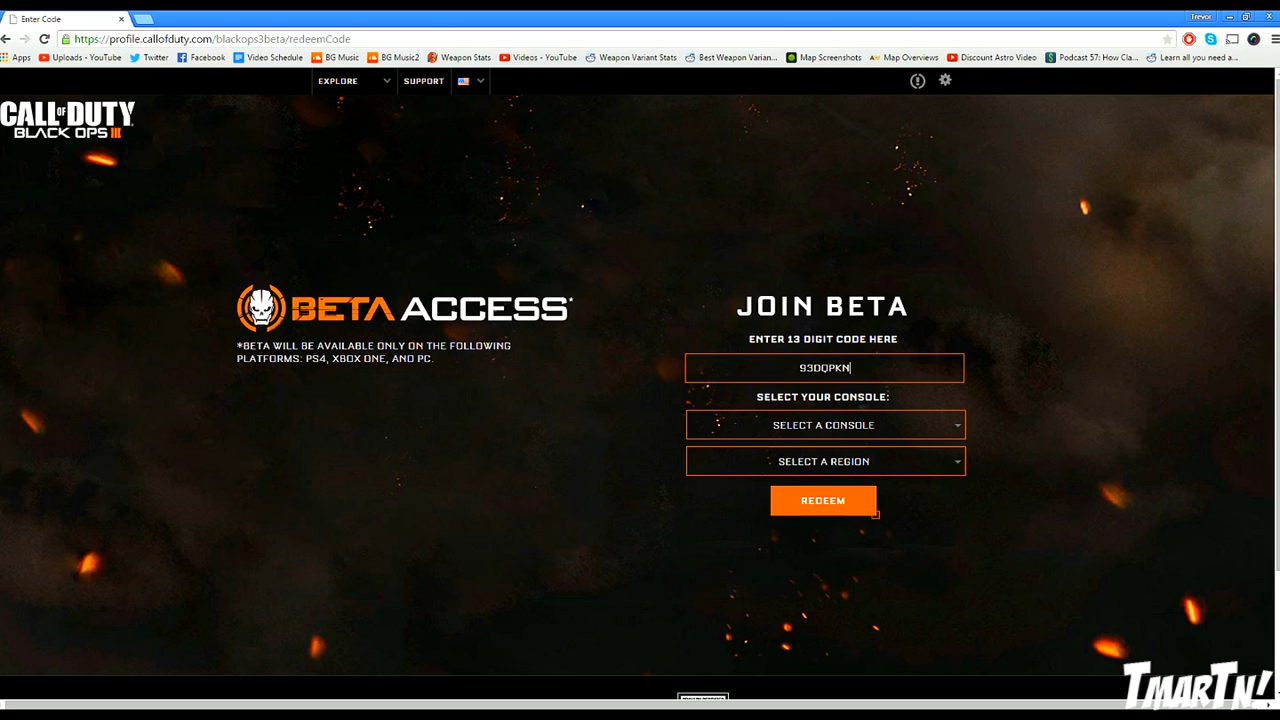 Enter Code
Trevor
https://profile.callofduty.com/blackops3beta/redeemCode
Apps Uploads - YouTube Twitter Facebook Video Schedule BG Music BG Music2 Weapon Stats Videos - YouTube Weapon Variant Stats Best Weapon Varian... Map Screenshots Map Overviews Discount Astro Video Podcast 57: How Cla... Learn all you need a...
EXPLORE SUPPORT
CALL OF DUTY
BLACK OPS III
BETA ACCESS*
*BETA WILL BE AVAILABLE ONLY ON THE FOLLOWING
PLATFORMS: PS4, XBOX ONE, AND PC.
JOIN BETA
ENTER 13 DIGIT CODE HERE
93DQPKN
SELECT YOUR CONSOLE:
SELECT A CONSOLE
SELECT A REGION
REDEEM
TMARTN!